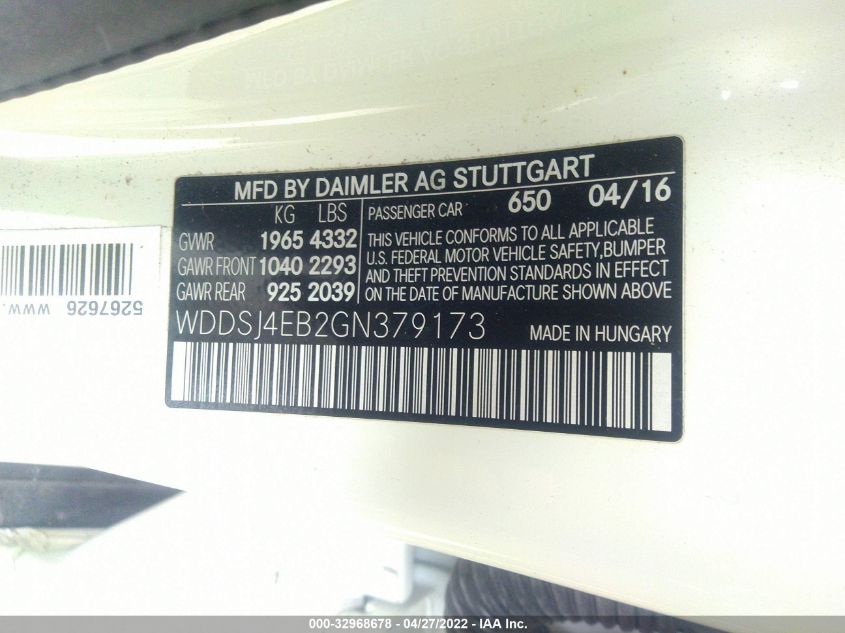 MFD BY DAIMLER AG STUTTGART
KG LBS PASSENGER CAR 650 04/16
GVWR 1965 4332
GAWR FRONT 1040 2293
GAWR REAR 925 2039
THIS VEHICLE CONFORMS TO ALL APPLICABLE
U.S. FEDERAL MOTOR VEHICLE SAFETY,BUMPER
AND THEFT PREVENTION STANDARDS IN EFFECT
ON THE DATE OF MANUFACTURE SHOWN ABOVE
WDDSJ4EB2GN379173 MADE IN HUNGARY
5267626 www.
000-32968678 - 04/27/2022 - IAA Inc.